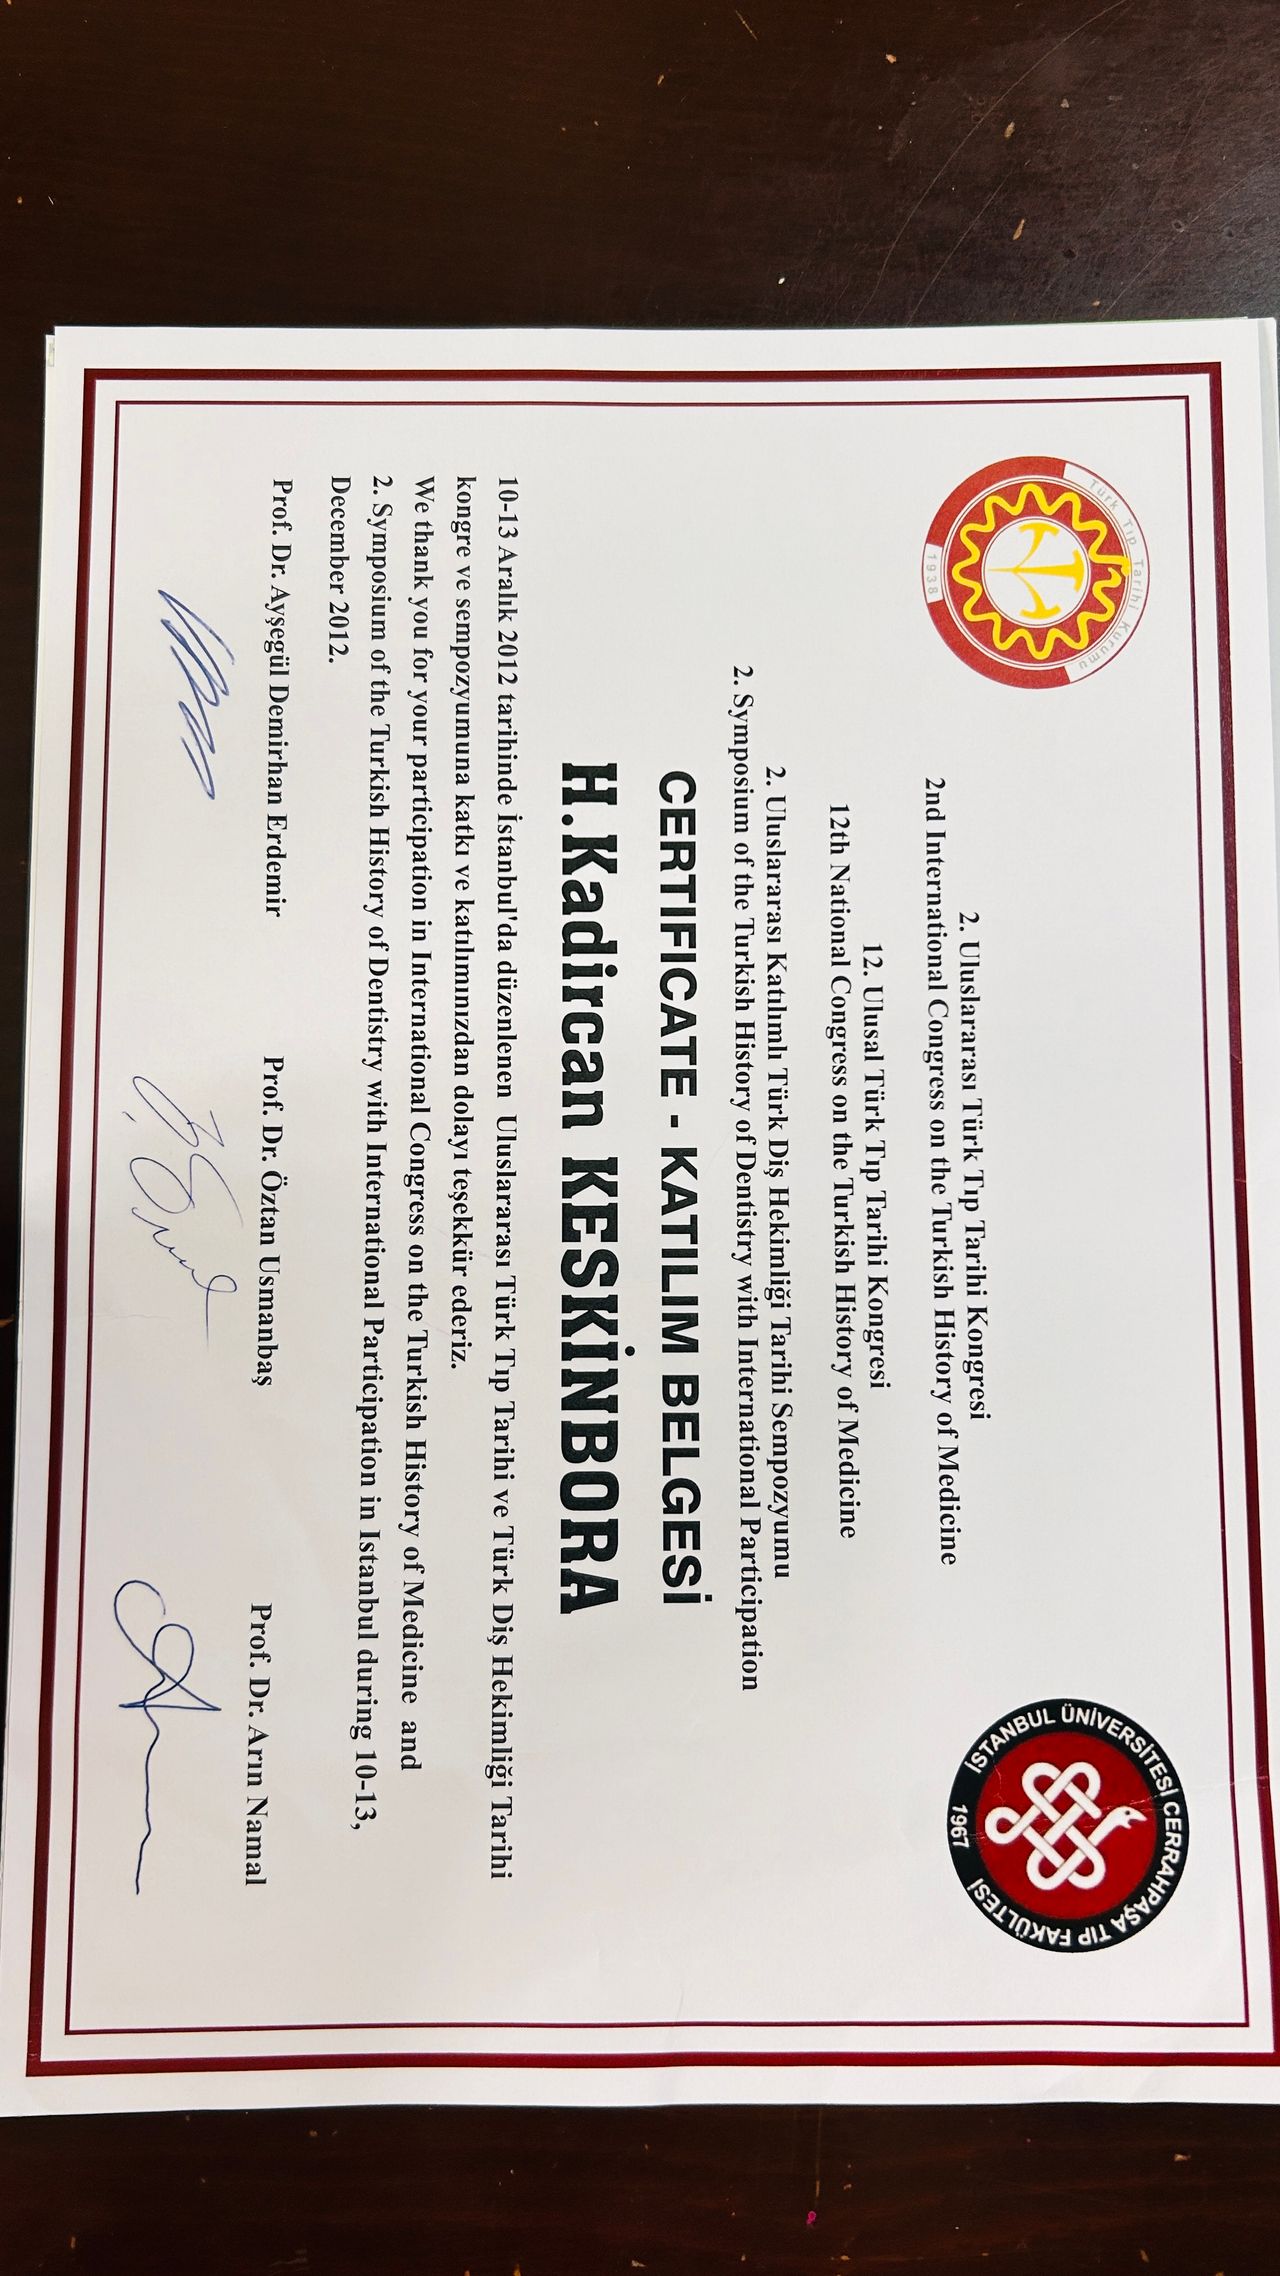 Türk Tıp Tarihi Kurumu
1938
İSTANBUL ÜNİVERSİTESİ CERRAHPAŞA TIP FAKÜLTESİ
1967
2. Uluslararası Türk Tıp Tarihi Kongresi
2nd International Congress on the Turkish History of Medicine
12. Ulusal Türk Tıp Tarihi Kongresi
12th National Congress on the Turkish History of Medicine
2. Uluslararası Katılımlı Türk Diş Hekimliği Tarihi Sempozyumu
2. Symposium of the Turkish History of Dentistry with International Participation
CERTIFICATE - KATILIM BELGESİ
H.Kadircan KESKİNBORA
10-13 Aralık 2012 tarihinde İstanbul'da düzenlenen Uluslararası Türk Tıp Tarihi ve Türk Diş Hekimliği Tarihi
kongre ve sempozyumuna katkı ve katılımınızdan dolayı teşekkür ederiz.
We thank you for your participation in International Congress on the Turkish History of Medicine and
2. Symposium of the Turkish History of Dentistry with International Participation in Istanbul during 10-13,
December 2012.
Prof. Dr. Ayşegül Demirhan Erdemir Prof. Dr. Öztan Usmanbaş Prof. Dr. Arın Namal